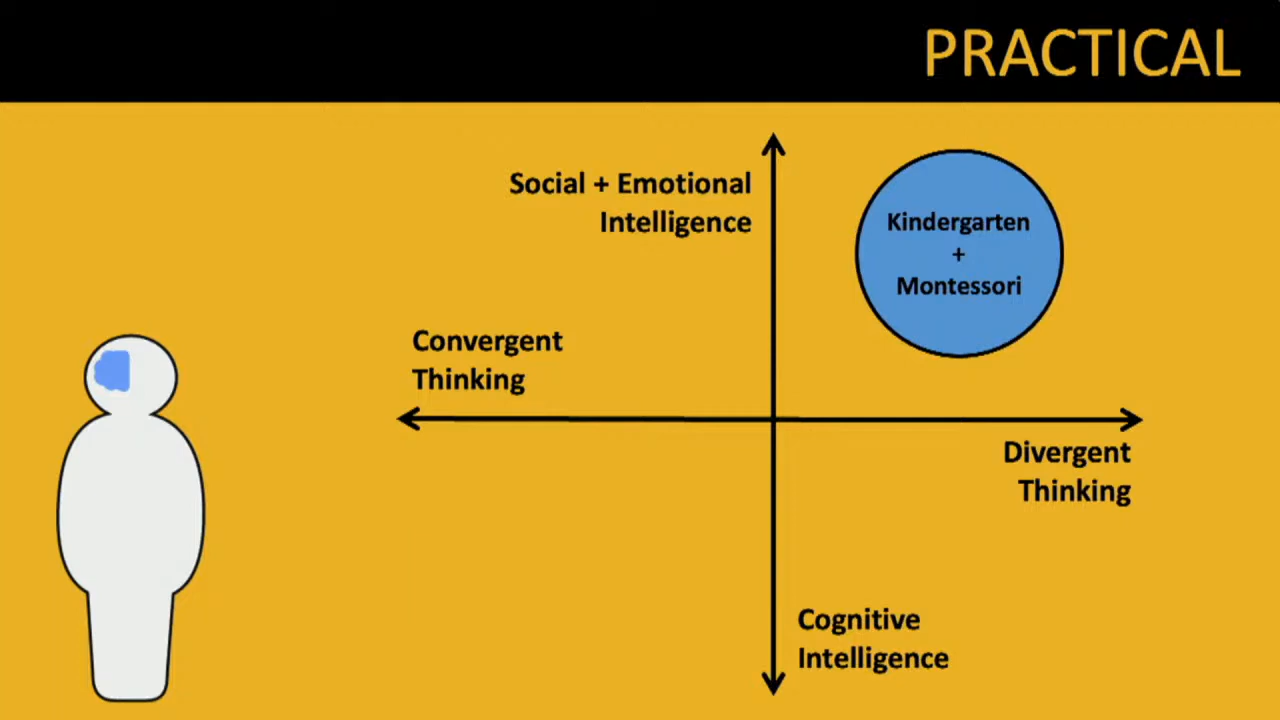 PRACTICAL
Social + Emotional
Intelligence
Kindergarten
+
Montessori
Convergent
Thinking
Divergent
Thinking
Cognitive
Intelligence